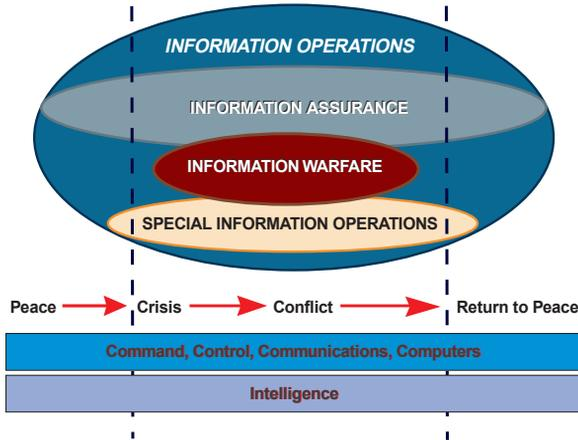 INFORMATION OPERATIONS
INFORMATION ASSURANCE
INFORMATION WARFARE
SPECIAL INFORMATION OPERATIONS
Peace Crisis Conflict Return to Peace
Command, Control, Communications, Computers
Intelligence